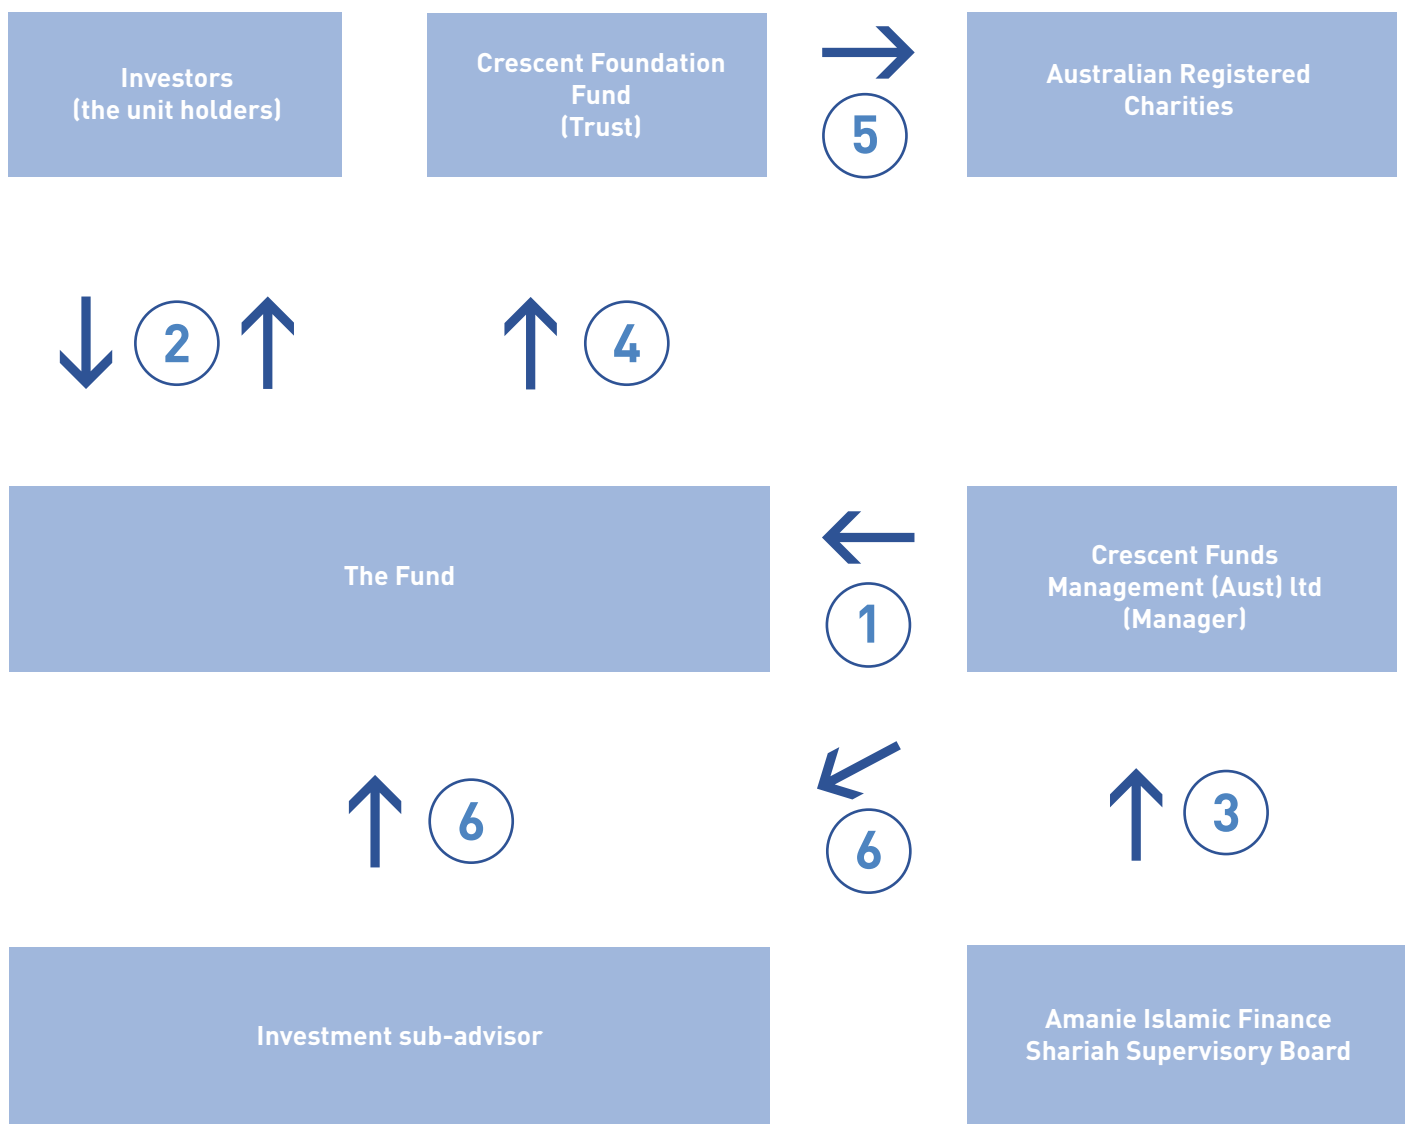 Investors
(the unit holders)
Crescent Foundation
Fund
(Trust)
5
Australian Registered
Charities
2
4
The Fund
1
Crescent Funds
Management (Aust) ltd
(Manager)
6
6
3
Investment sub-advisor
Amanie Islamic Finance
Shariah Supervisory Board